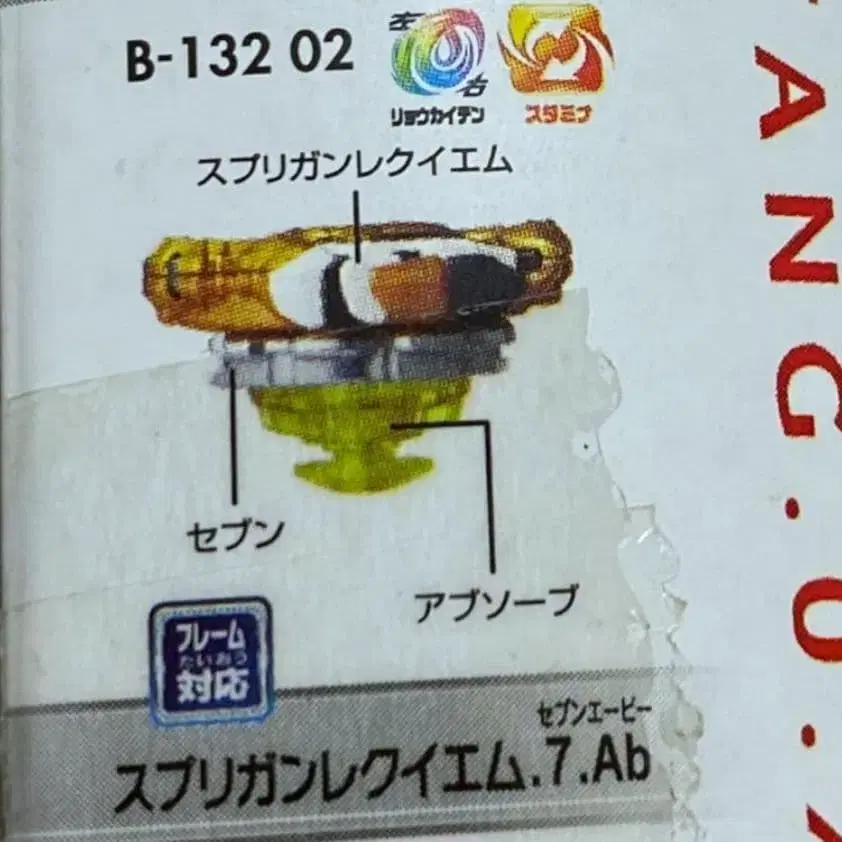 B-132 02
左
右
リョウカイテン
スタミナ
スプリガンレクイエム
セブン
アブソーブ
フレーム
たいおう
対応
セブンエービー
スプリガンレクイエム.7.Ab
ANG.0.